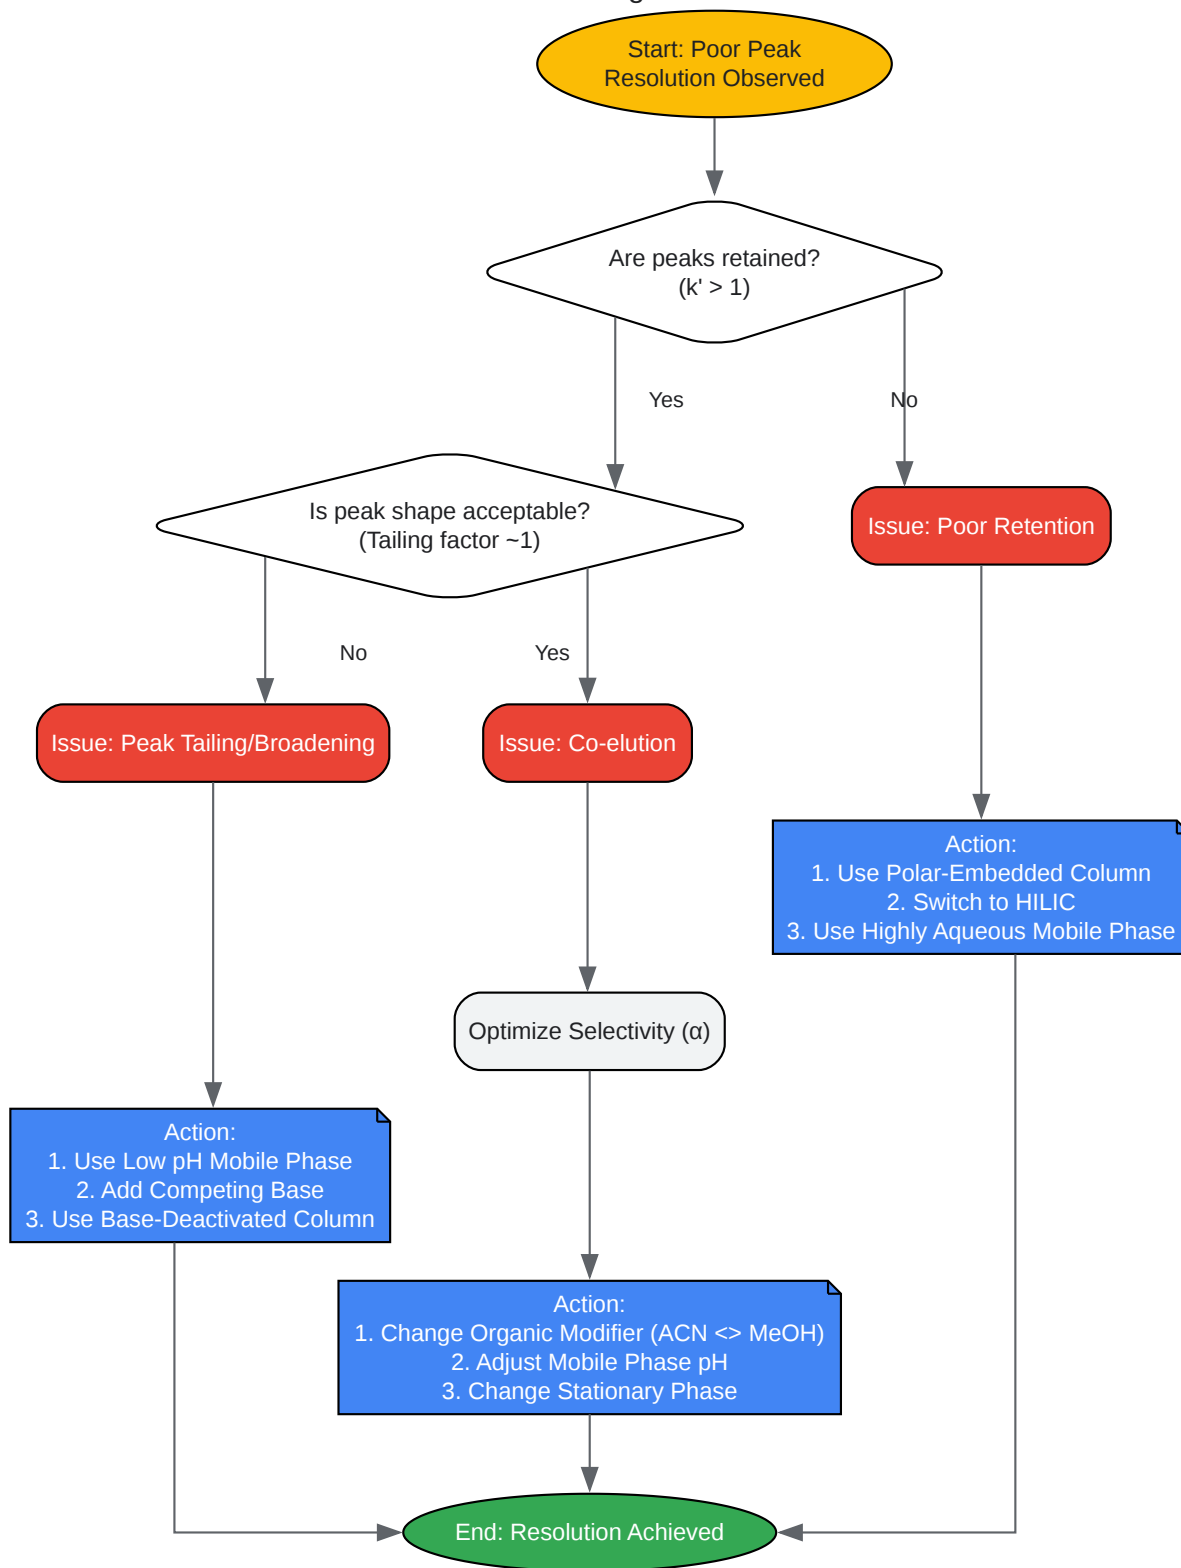 Start: Poor Peak
Resolution Observed
Are peaks retained?
(k' > 1)
Yes
No
Is peak shape acceptable?
(Tailing factor ~1)
Issue: Poor Retention
No
Yes
Issue: Peak Tailing/Broadening
Issue: Co-elution
Action:
1. Use Polar-Embedded Column
2. Switch to HILIC
3. Use Highly Aqueous Mobile Phase
Optimize Selectivity (α)
Action:
1. Use Low pH Mobile Phase
2. Add Competing Base
3. Use Base-Deactivated Column
Action:
1. Change Organic Modifier (ACN <> MeOH)
2. Adjust Mobile Phase pH
3. Change Stationary Phase
End: Resolution Achieved